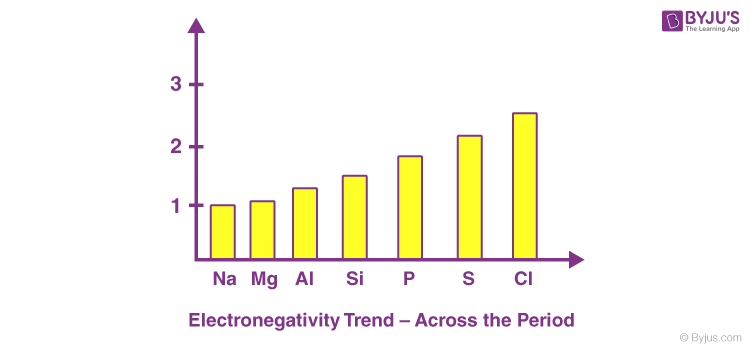 BYJU'S
The Learning App
3
2
1
Na Mg Al Si P S Cl
Electronegativity Trend – Across the Period
© Byjus.com